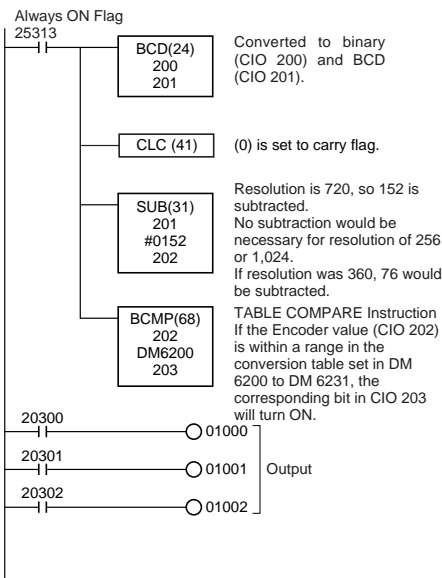 Always ON Flag
25313
BCD(24)
200
201
Converted to binary
(CIO 200) and BCD
(CIO 201).
CLC (41)
(0) is set to carry flag.
SUB(31)
201
#0152
202
Resolution is 720, so 152 is
subtracted.
No subtraction would be
necessary for resolution of 256
or 1,024.
If resolution was 360, 76 would
be subtracted.
BCMP(68)
202
DM6200
203
TABLE COMPARE Instruction
If the Encoder value (CIO 202)
is within a range in the
conversion table set in DM
6200 to DM 6231, the
corresponding bit in CIO 203
will turn ON.
20300
01000
20301
01001
Output
20302
01002